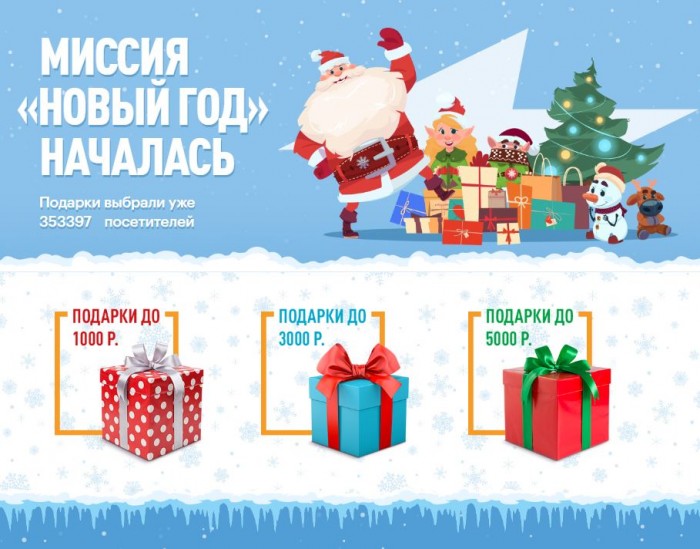 МИССИЯ
«НОВЫЙ ГОД»
НАЧАЛАСЬ
Подарки выбрали уже
353397 посетителей
ПОДАРКИ ДО
1000 Р.
ПОДАРКИ ДО
3000 Р.
ПОДАРКИ ДО
5000 Р.